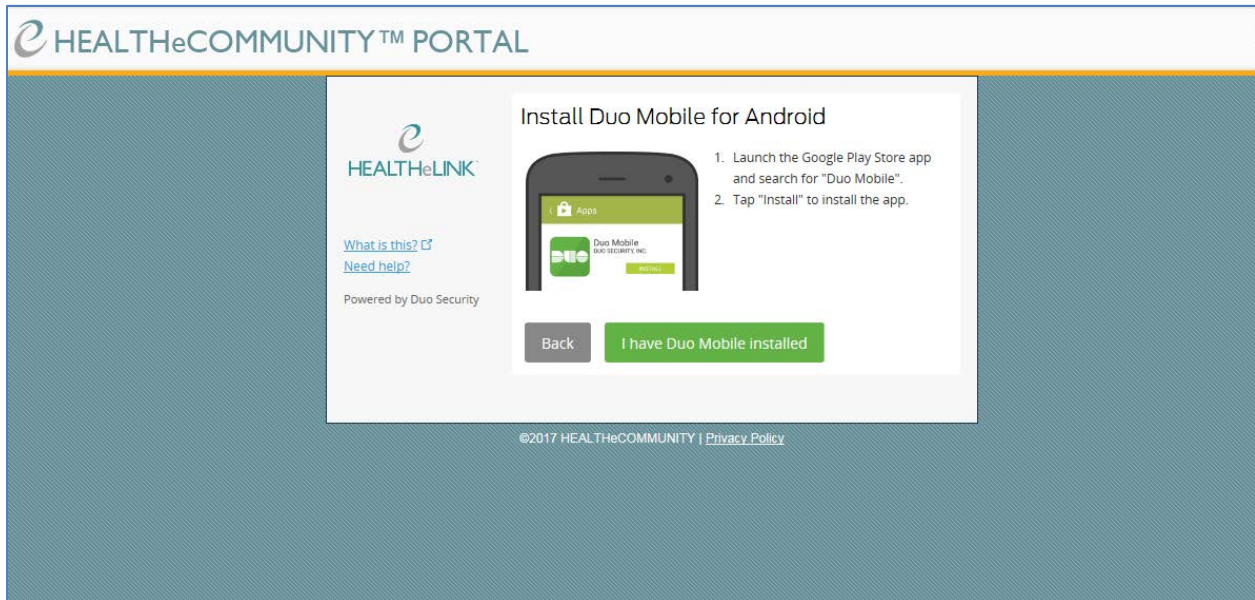 HEALTHeCOMMUNITY™ PORTAL
HEALTHeLINK™
What is this?
Need help?
Powered by Duo Security
Install Duo Mobile for Android
Apps
Duo Mobile
DUO SECURITY, INC.
INSTALL
DUO
1. Launch the Google Play Store app
and search for "Duo Mobile".
2. Tap "Install" to install the app.
Back
I have Duo Mobile installed
©2017 HEALTHeCOMMUNITY | Privacy Policy